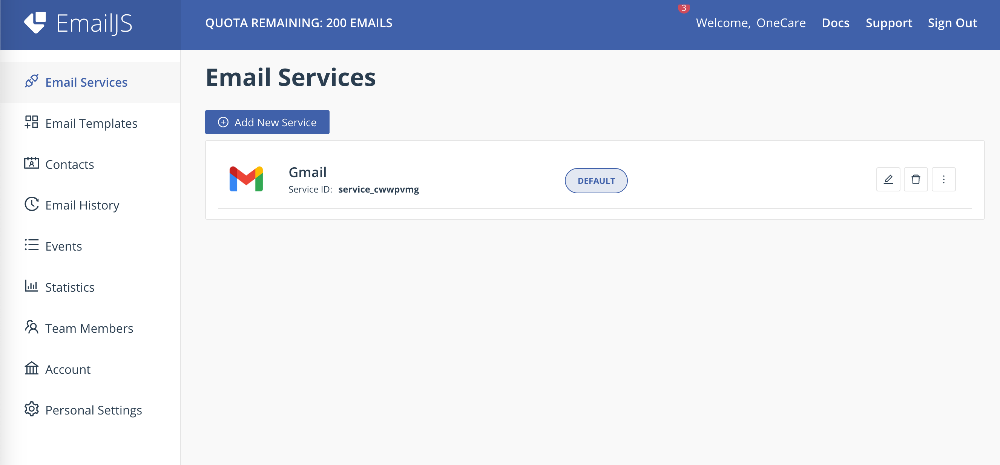 EmailJS
QUOTA REMAINING: 200 EMAILS
3
Welcome, OneCare
Docs
Support
Sign Out
Email Services
Email Templates
Contacts
Email History
Events
Statistics
Team Members
Account
Personal Settings
Email Services
Add New Service
Gmail
Service ID: service_cwwpvmg
DEFAULT